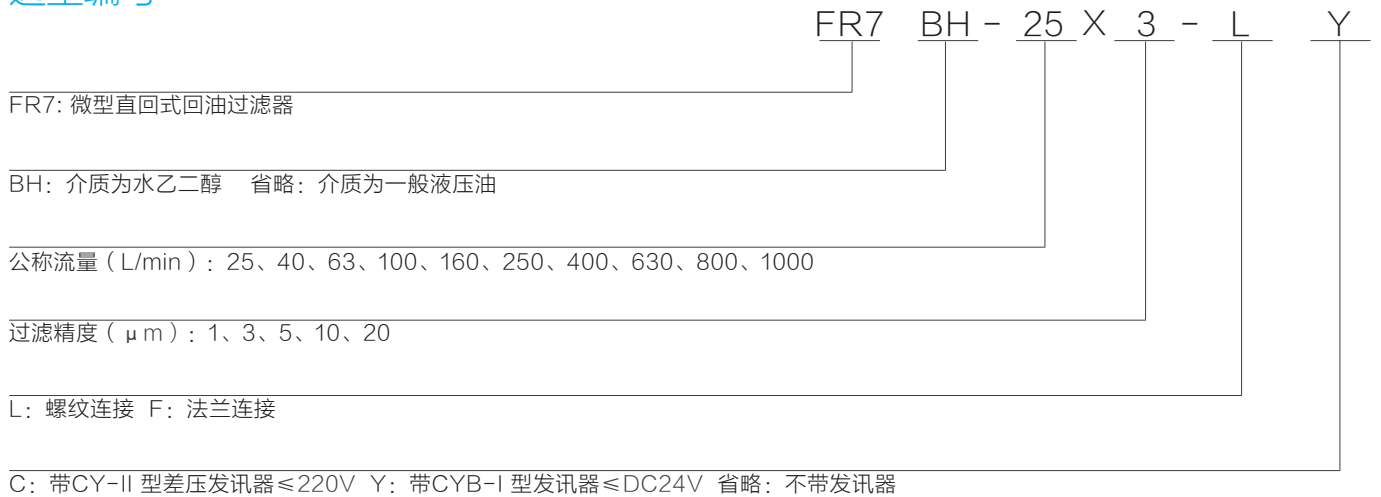 FR7 BH - 25 X 3 - L Y
FR7: 微型直回式回油过滤器
BH：介质为水乙二醇 省略：介质为一般液压油
公称流量（L/min）：25、40、63、100、160、250、400、630、800、1000
过滤精度（μm）：1、3、5、10、20
L：螺纹连接 F：法兰连接
C：带CY-II 型差压发讯器≤220V Y：带CYB-I 型发讯器≤DC24V 省略：不带发讯器